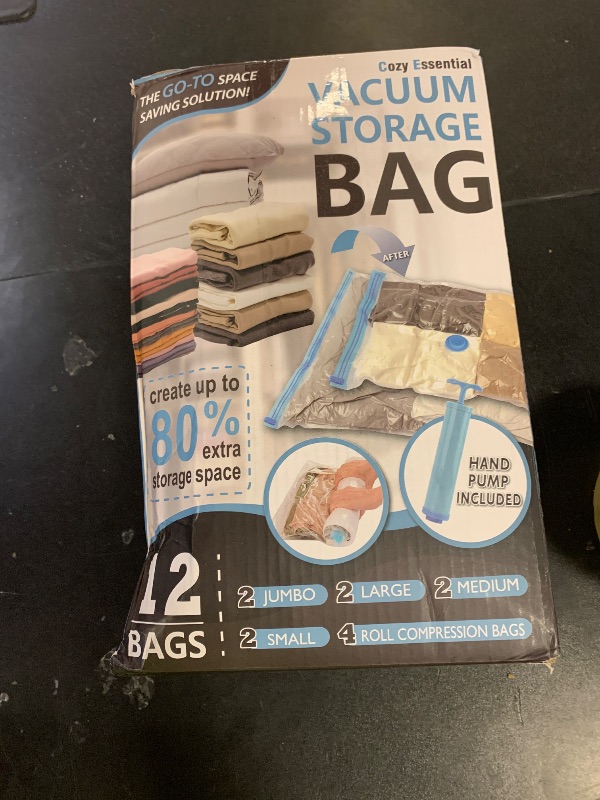 THE GO-TO SPACE
SAVING SOLUTION!
Cozy Essential
VACUUM
STORAGE
BAG
AFTER
create up to
80%
extra
storage space
HAND
PUMP
INCLUDED
12
BAGS
2 JUMBO
2 LARGE
2 MEDIUM
2 SMALL
4 ROLL COMPRESSION BAGS